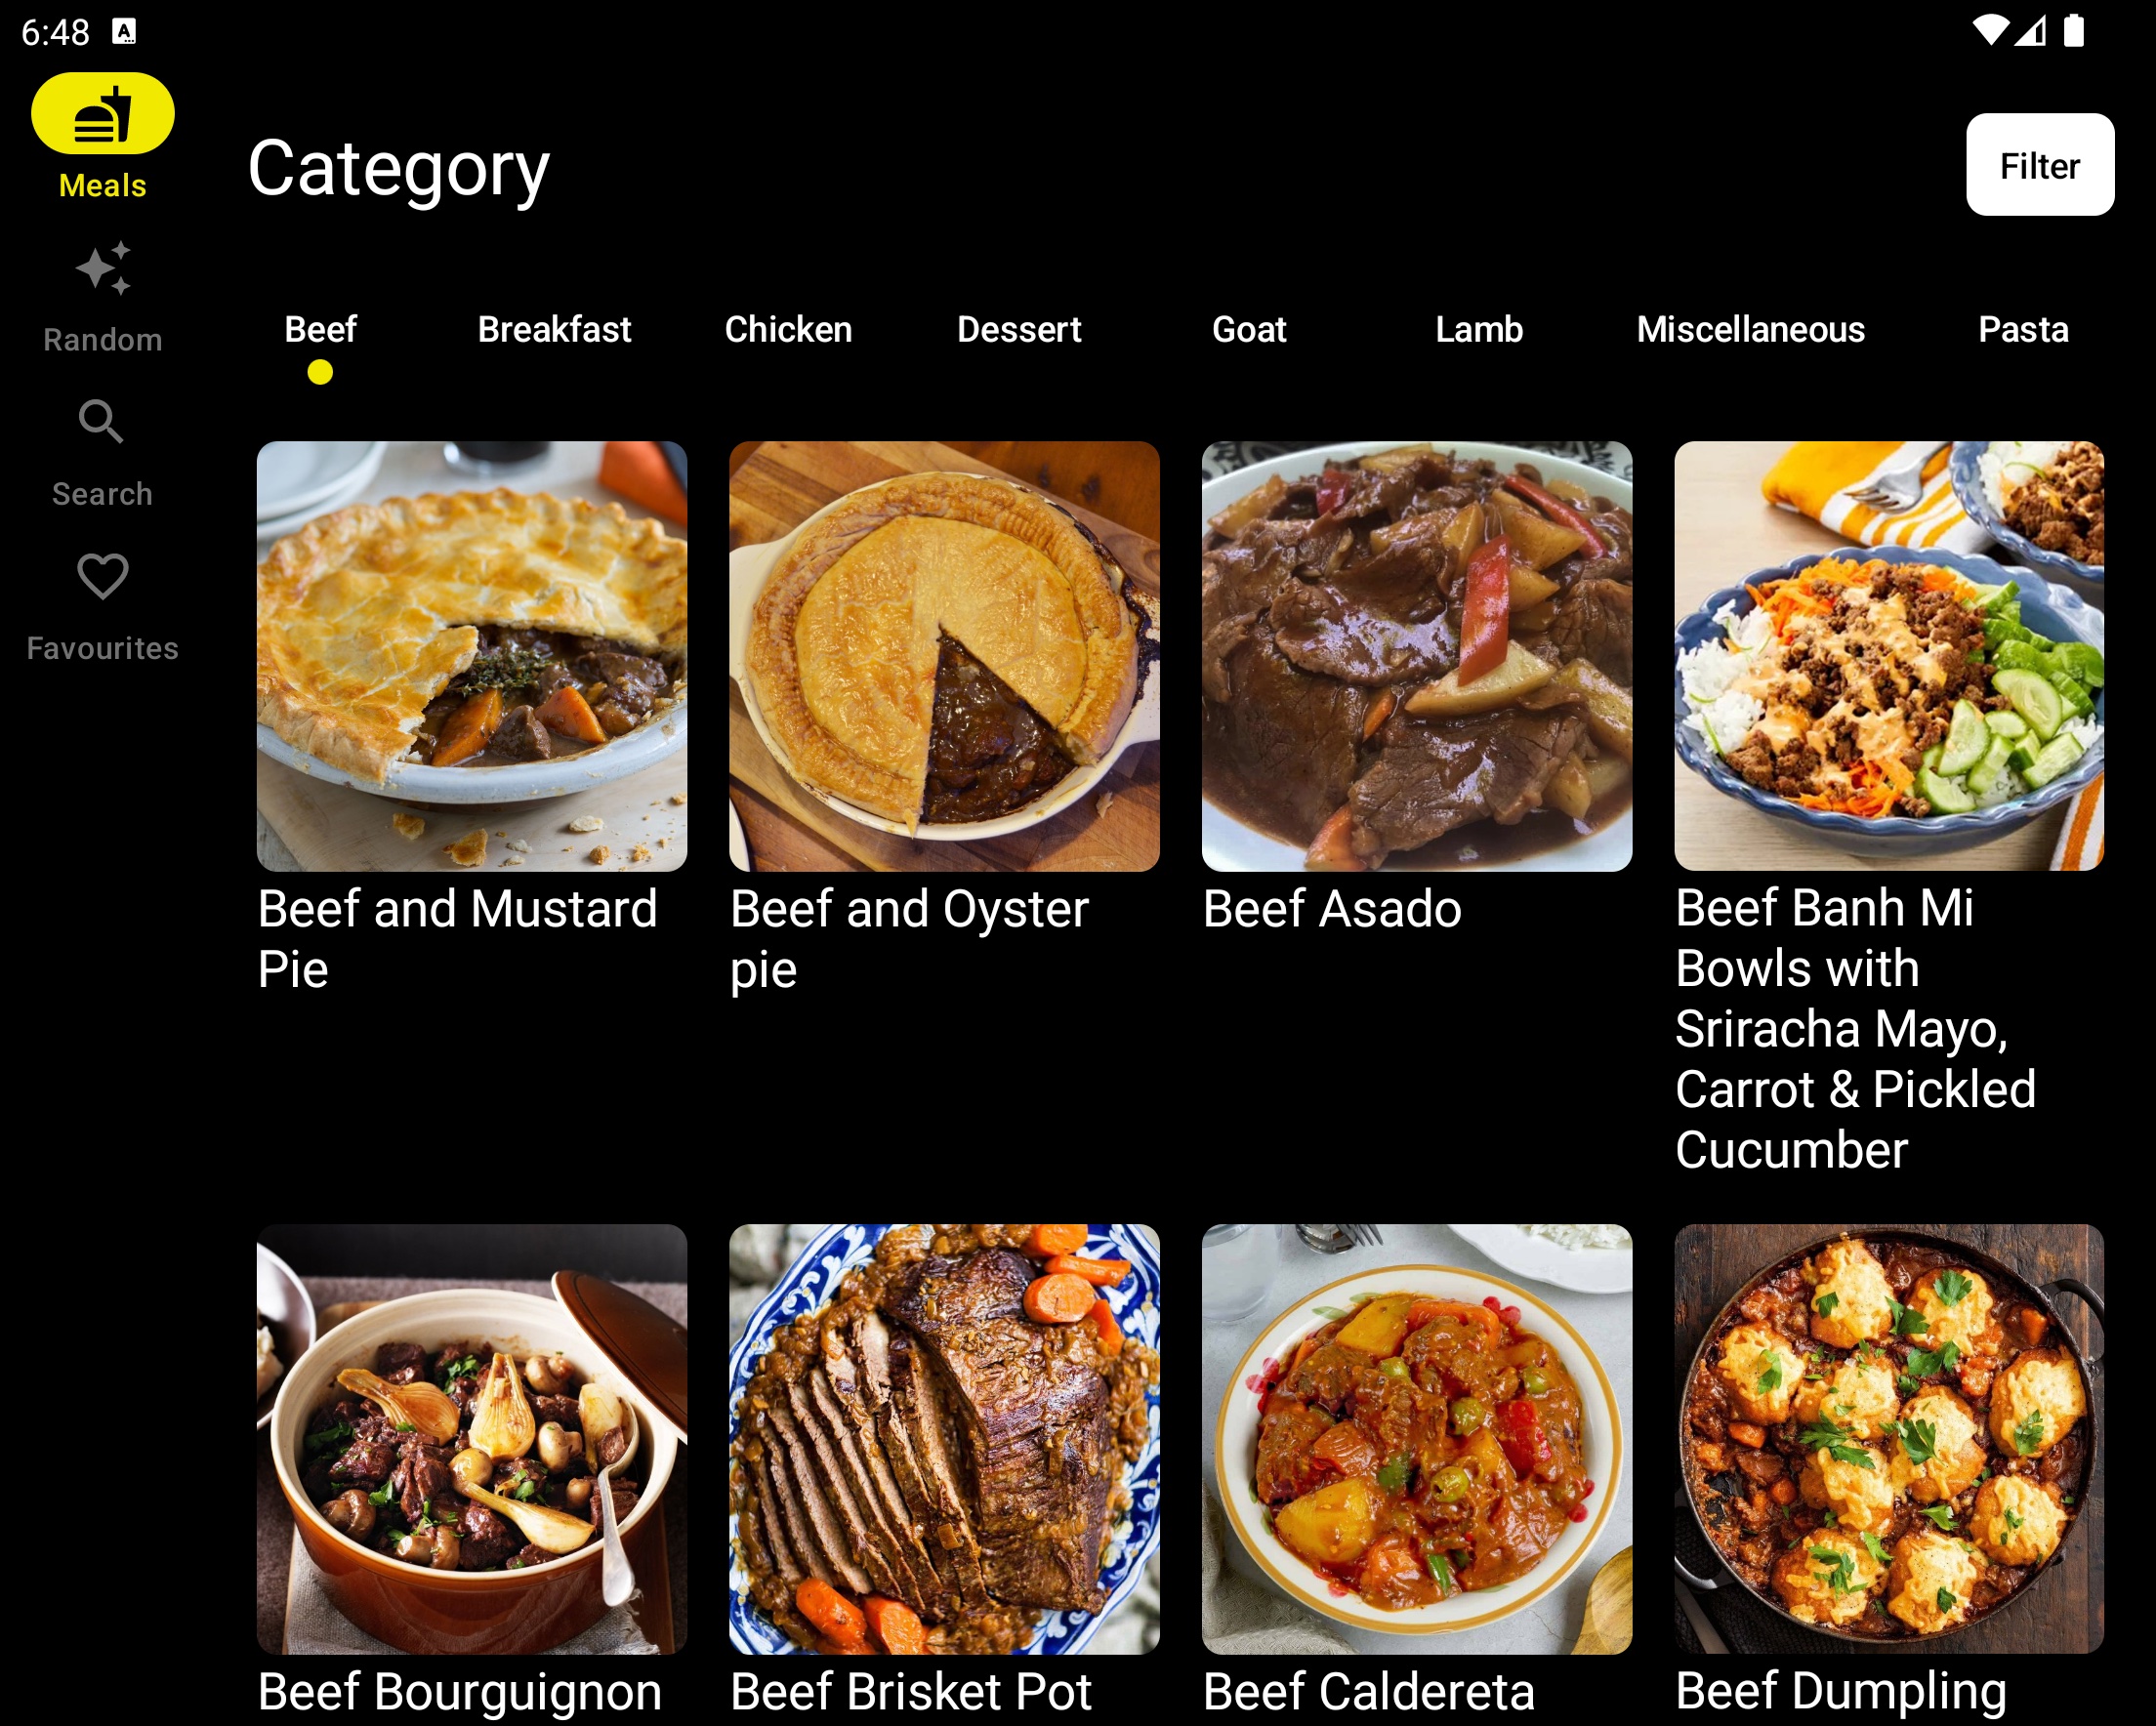 6:48
Meals
Random
Search
Favourites
Category
Filter
Beef
Breakfast
Chicken
Dessert
Goat
Lamb
Miscellaneous
Pasta
Beef and Mustard
Pie
Beef and Oyster
pie
Beef Asado
Beef Banh Mi
Bowls with
Sriracha Mayo,
Carrot & Pickled
Cucumber
Beef Bourguignon
Beef Brisket Pot
Beef Caldereta
Beef Dumpling